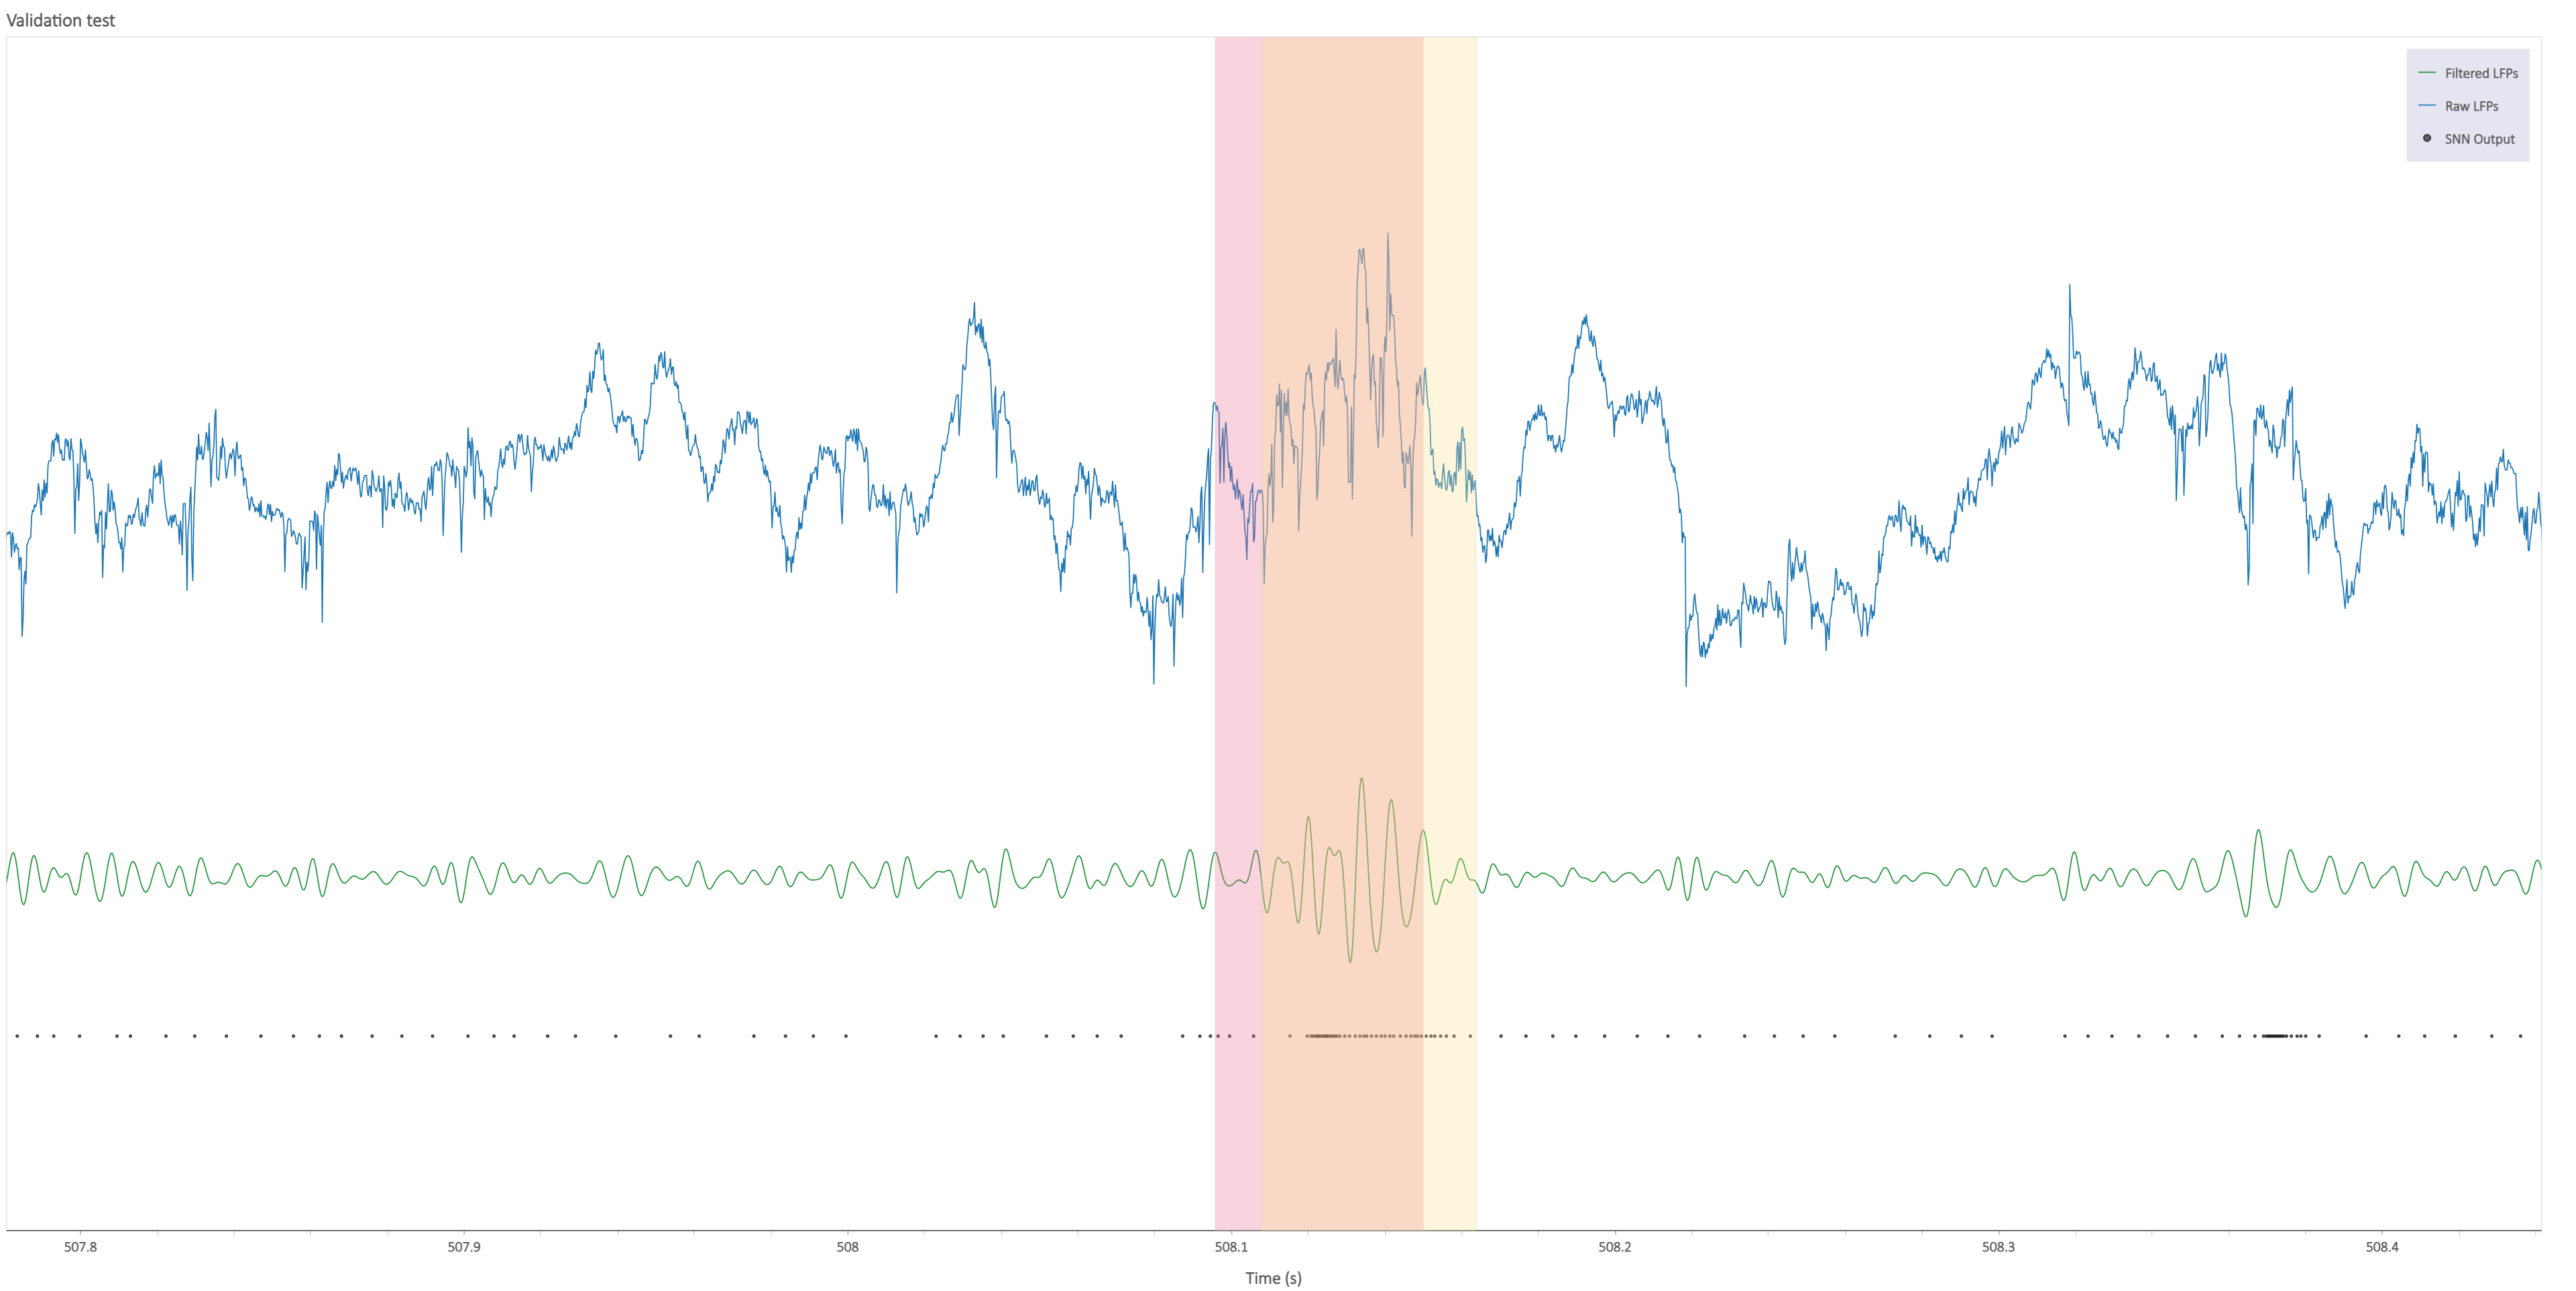 Validation test
Filtered LFPs
Raw LFPs
SNN Output
507.8 507.9 508 508.1 508.2 508.3 508.4
Time (s)